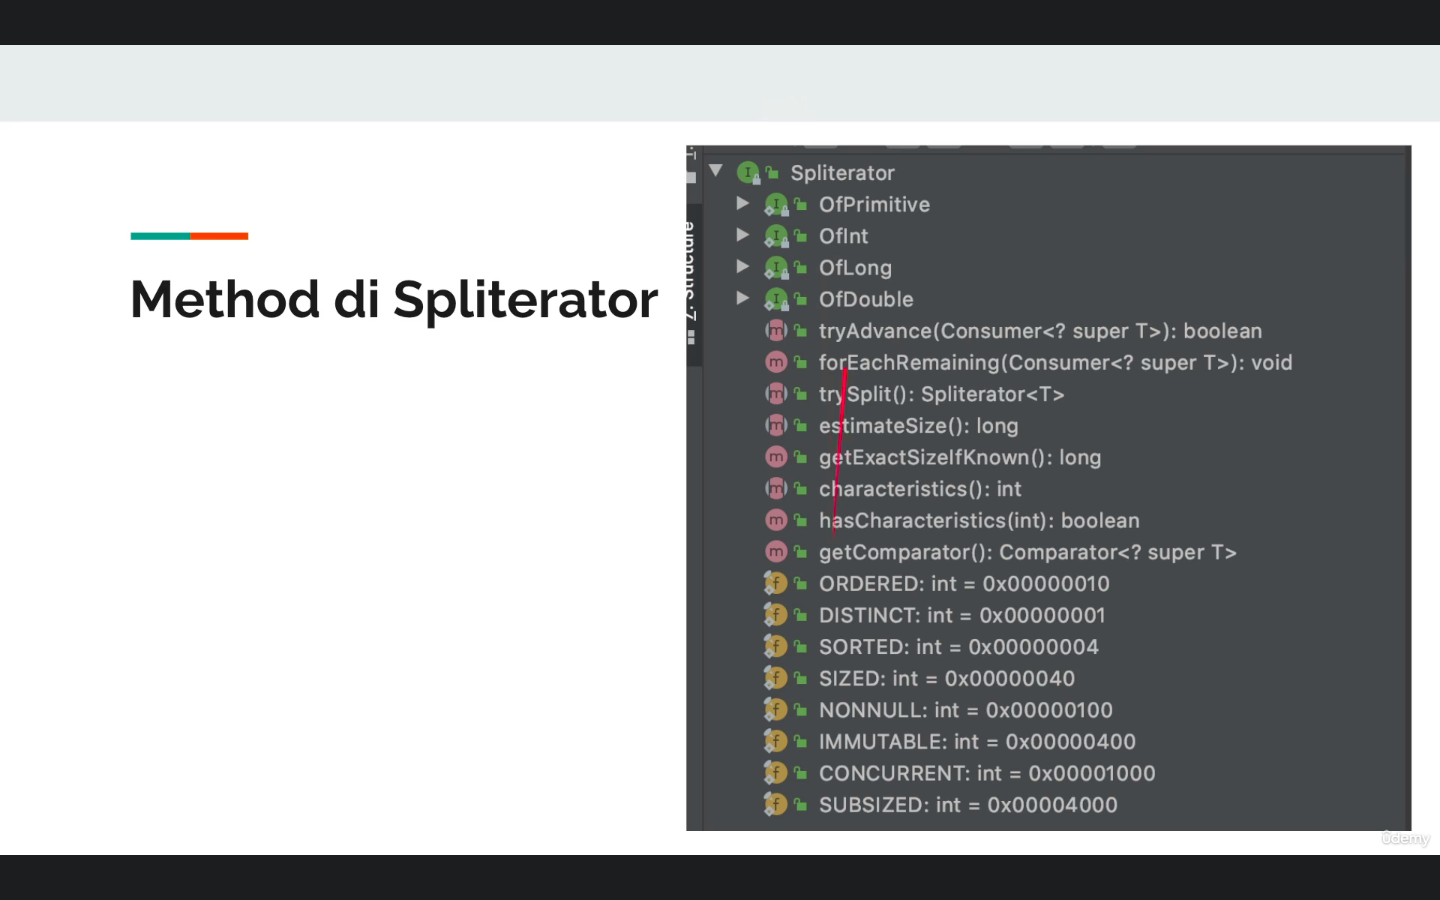 Method di Spliterator
Z: Structure
Spliterator
OfPrimitive
OfInt
OfLong
OfDouble
tryAdvance(Consumer<? super T>): boolean
forEachRemaining(Consumer<? super T>): void
trySplit(): Spliterator<T>
estimateSize(): long
getExactSizeIfKnown(): long
characteristics(): int
hasCharacteristics(int): boolean
getComparator(): Comparator<? super T>
ORDERED: int = 0x00000010
DISTINCT: int = 0x00000001
SORTED: int = 0x00000004
SIZED: int = 0x00000040
NONNULL: int = 0x00000100
IMMUTABLE: int = 0x00000400
CONCURRENT: int = 0x00001000
SUBSIZED: int = 0x00004000
ûdemy